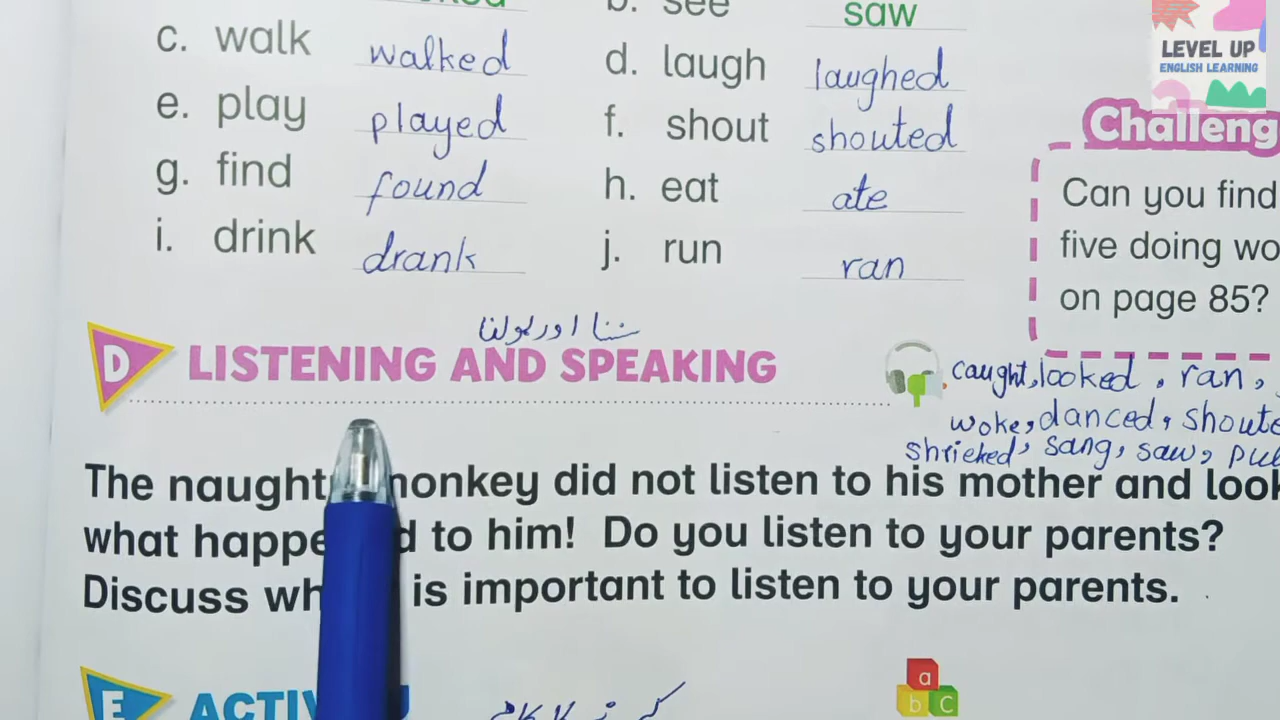 b. see saw
c. walk walked d. laugh laughed
e. play played f. shout shouted
g. find found h. eat ate
i. drink drank j. run ran
LEVEL UP
ENGLISH LEARNING
Challeng
Can you find
five doing wo
on page 85?
سننا اور بولنا
D LISTENING AND SPEAKING
caught, looked, ran,
woke, danced, shoute
shrieked, sang, saw, pul
The naught monkey did not listen to his mother and look
what happe d to him! Do you listen to your parents?
Discuss wh is important to listen to your parents.
E ACTIV
a
b c